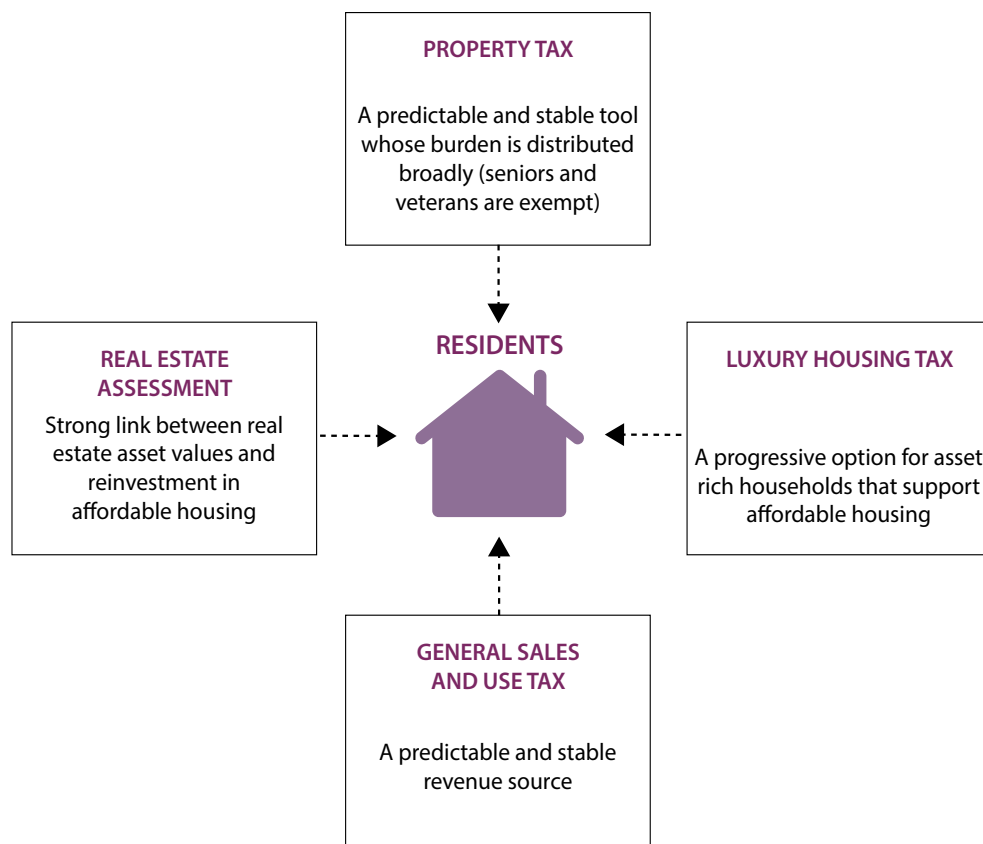 PROPERTY TAX
A predictable and stable tool
whose burden is distributed
broadly (seniors and
veterans are exempt)
REAL ESTATE
ASSESSMENT
Strong link between real
estate asset values and
reinvestment in
affordable housing
RESIDENTS
LUXURY HOUSING TAX
A progressive option for asset
rich households that support
affordable housing
GENERAL SALES
AND USE TAX
A predictable and stable
revenue source